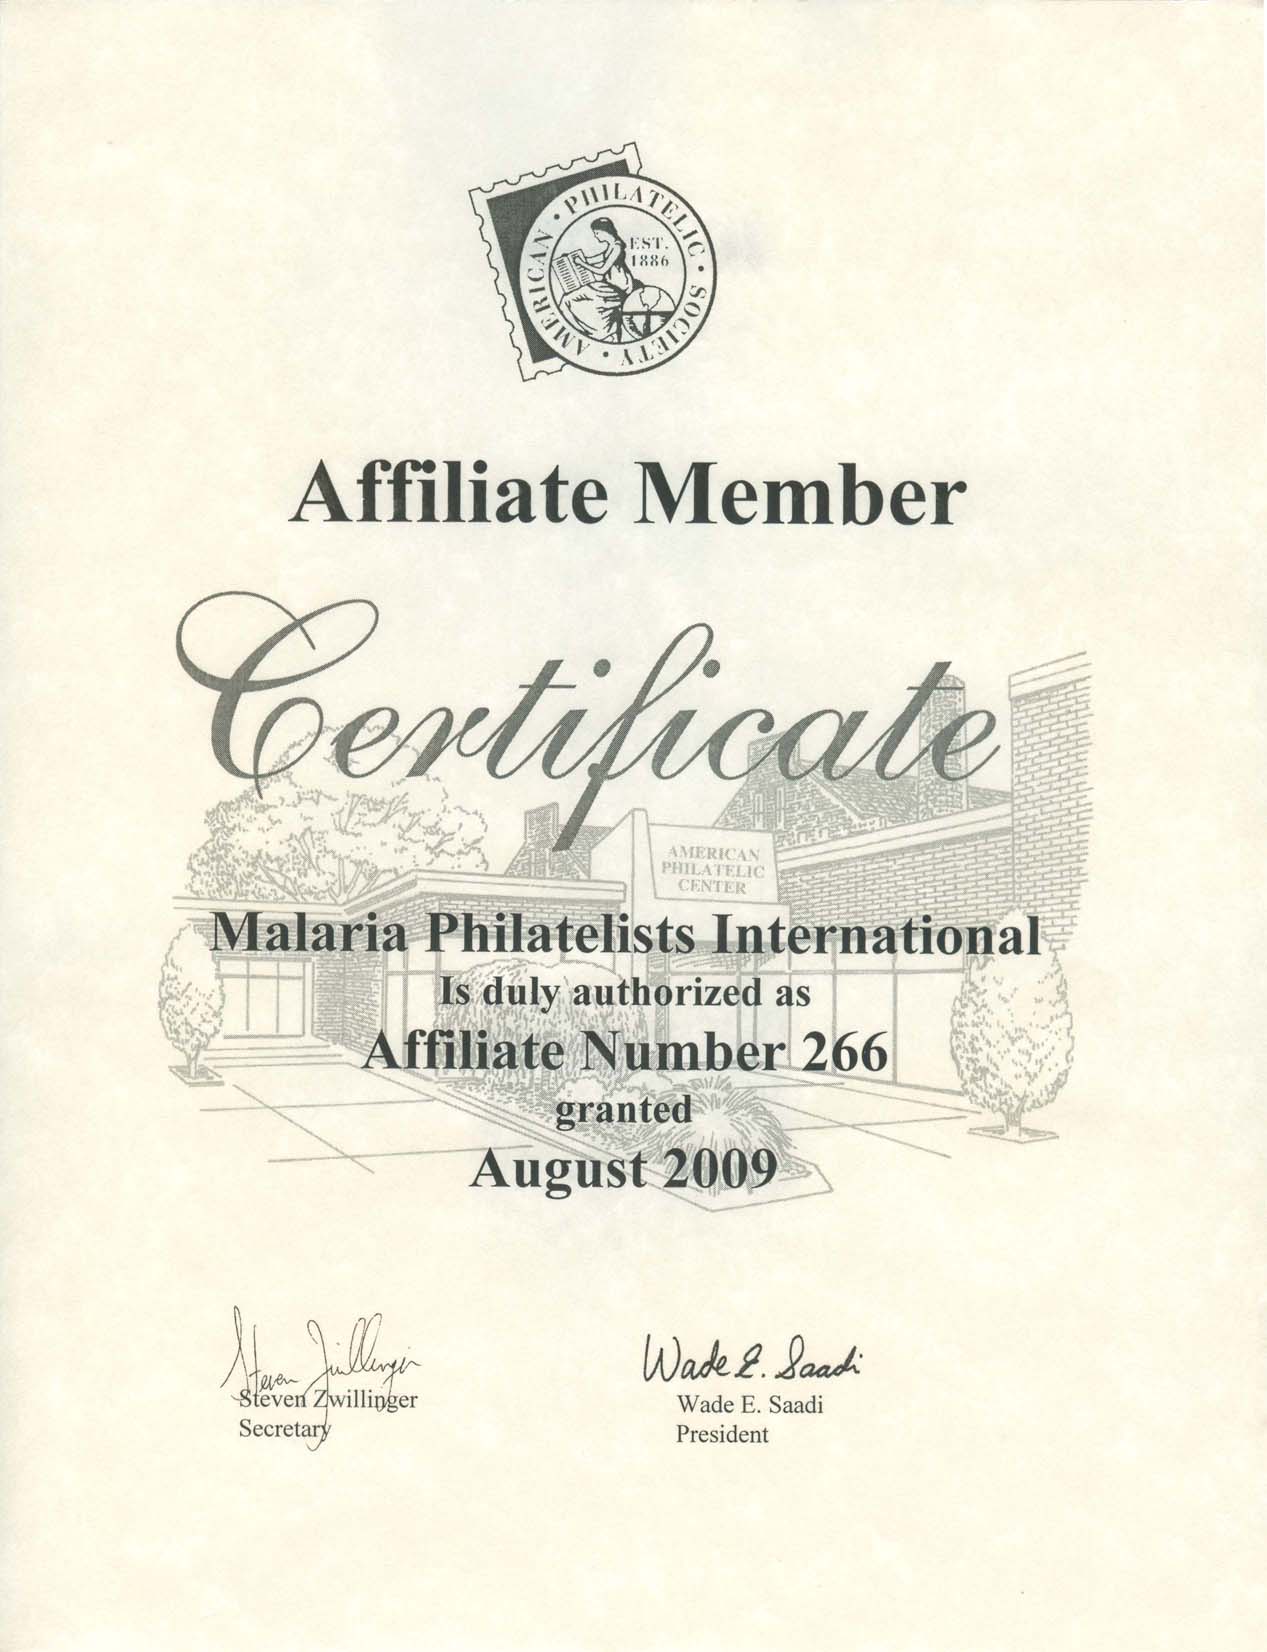 AMERICAN · PHILATELIC · SOCIETY ·
EST.
1886
Affiliate Member
Certificate
AMERICAN
PHILATELIC
CENTER
Malaria Philatelists International
Is duly authorized as
Affiliate Number 266
granted
August 2009
Steven Zwillinger
Wade E. Saadi
Steven Zwillinger
Wade E. Saadi
Secretary
President